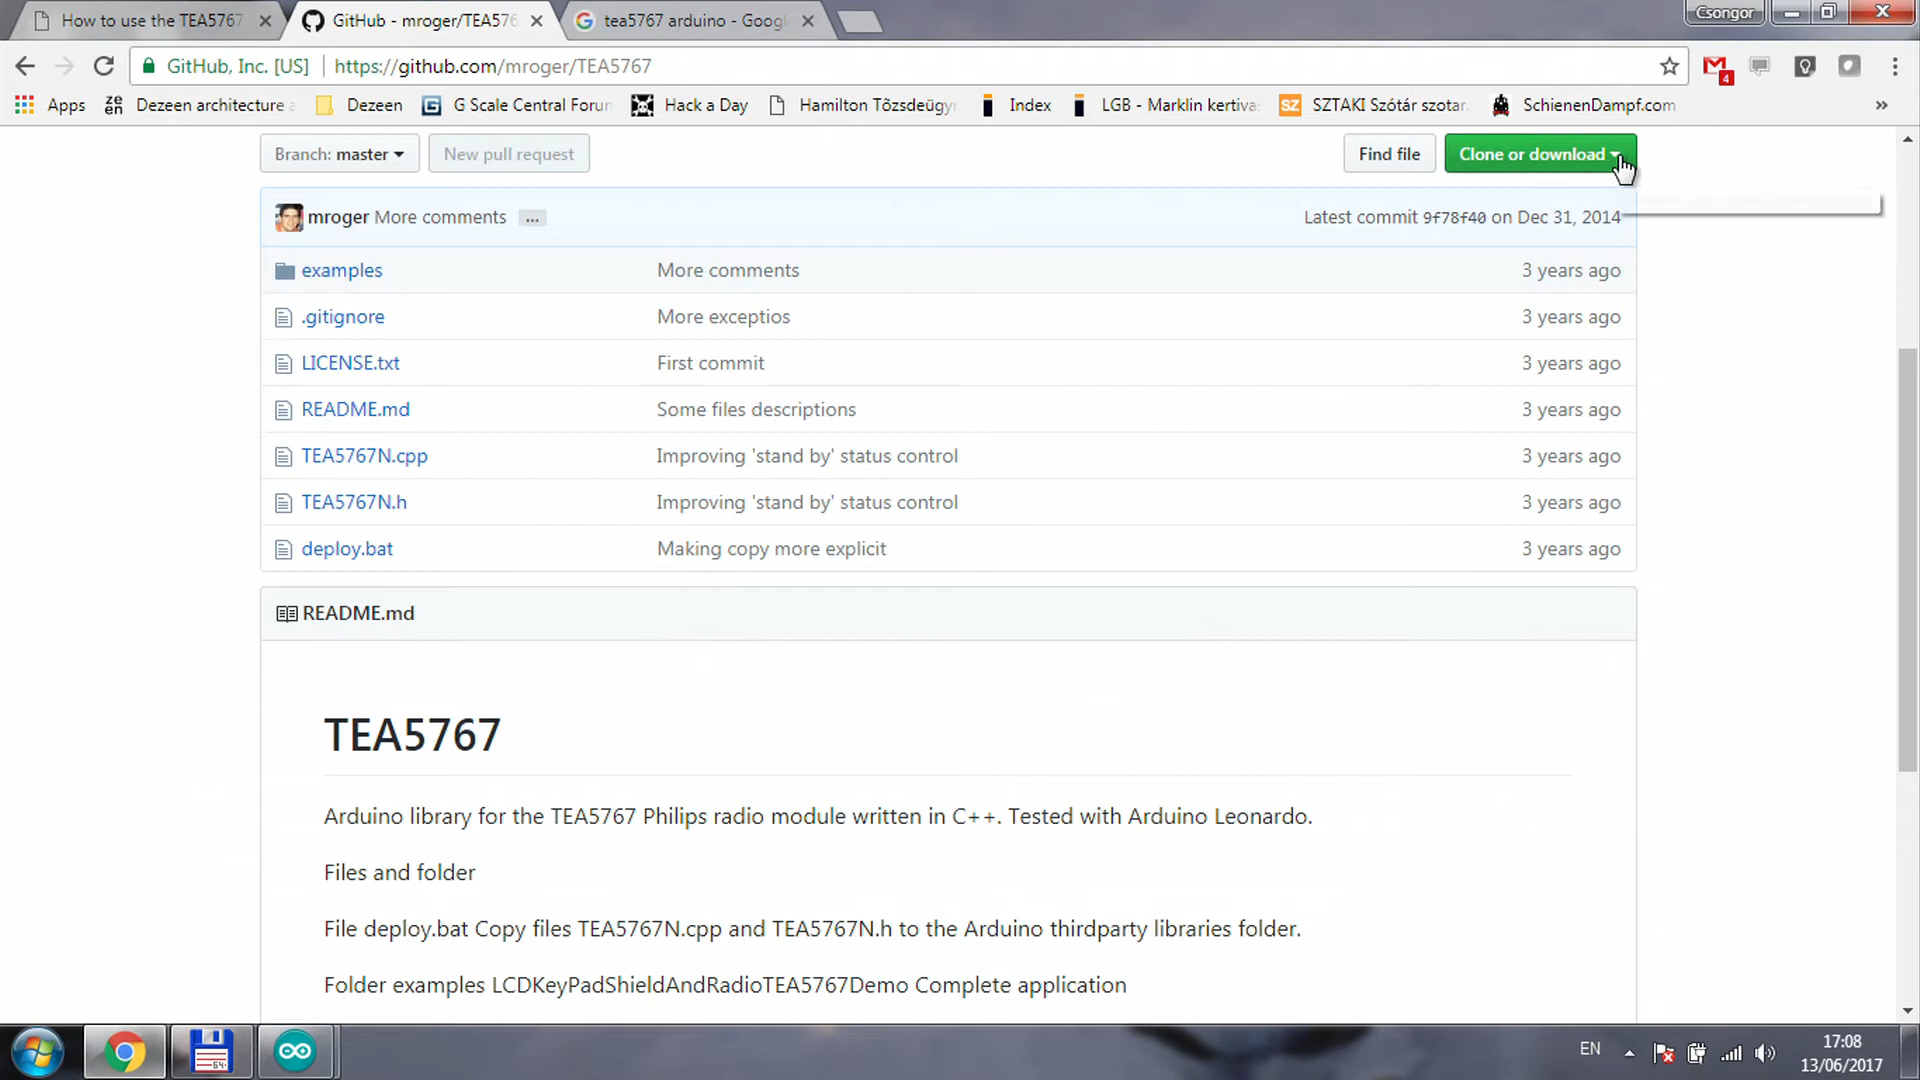 How to use the TEA5767
GitHub - mroger/TEA576
tea5767 arduino - Googl
Csongor
GitHub, Inc. [US]
https://github.com/mroger/TEA5767
4
Apps
zen
Dezeen architecture
Dezeen
G Scale Central Forun
Hack a Day
Hamilton Tőzsdeügy
Index
LGB - Marklin kertiva
SZ
SZTAKI Szótár szotar
SchienenDampf.com
Branch: master
New pull request
Find file
Clone or download
mroger More comments ...
Latest commit 9f78f40 on Dec 31, 2014
examples More comments 3 years ago
.gitignore More exceptios 3 years ago
LICENSE.txt First commit 3 years ago
README.md Some files descriptions 3 years ago
TEA5767N.cpp Improving 'stand by' status control 3 years ago
TEA5767N.h Improving 'stand by' status control 3 years ago
deploy.bat Making copy more explicit 3 years ago
README.md
TEA5767
Arduino library for the TEA5767 Philips radio module written in C++. Tested with Arduino Leonardo.
Files and folder
File deploy.bat Copy files TEA5767N.cpp and TEA5767N.h to the Arduino thirdparty libraries folder.
Folder examples LCDKeyPadShieldAndRadioTEA5767Demo Complete application
64
EN
17:08
13/06/2017